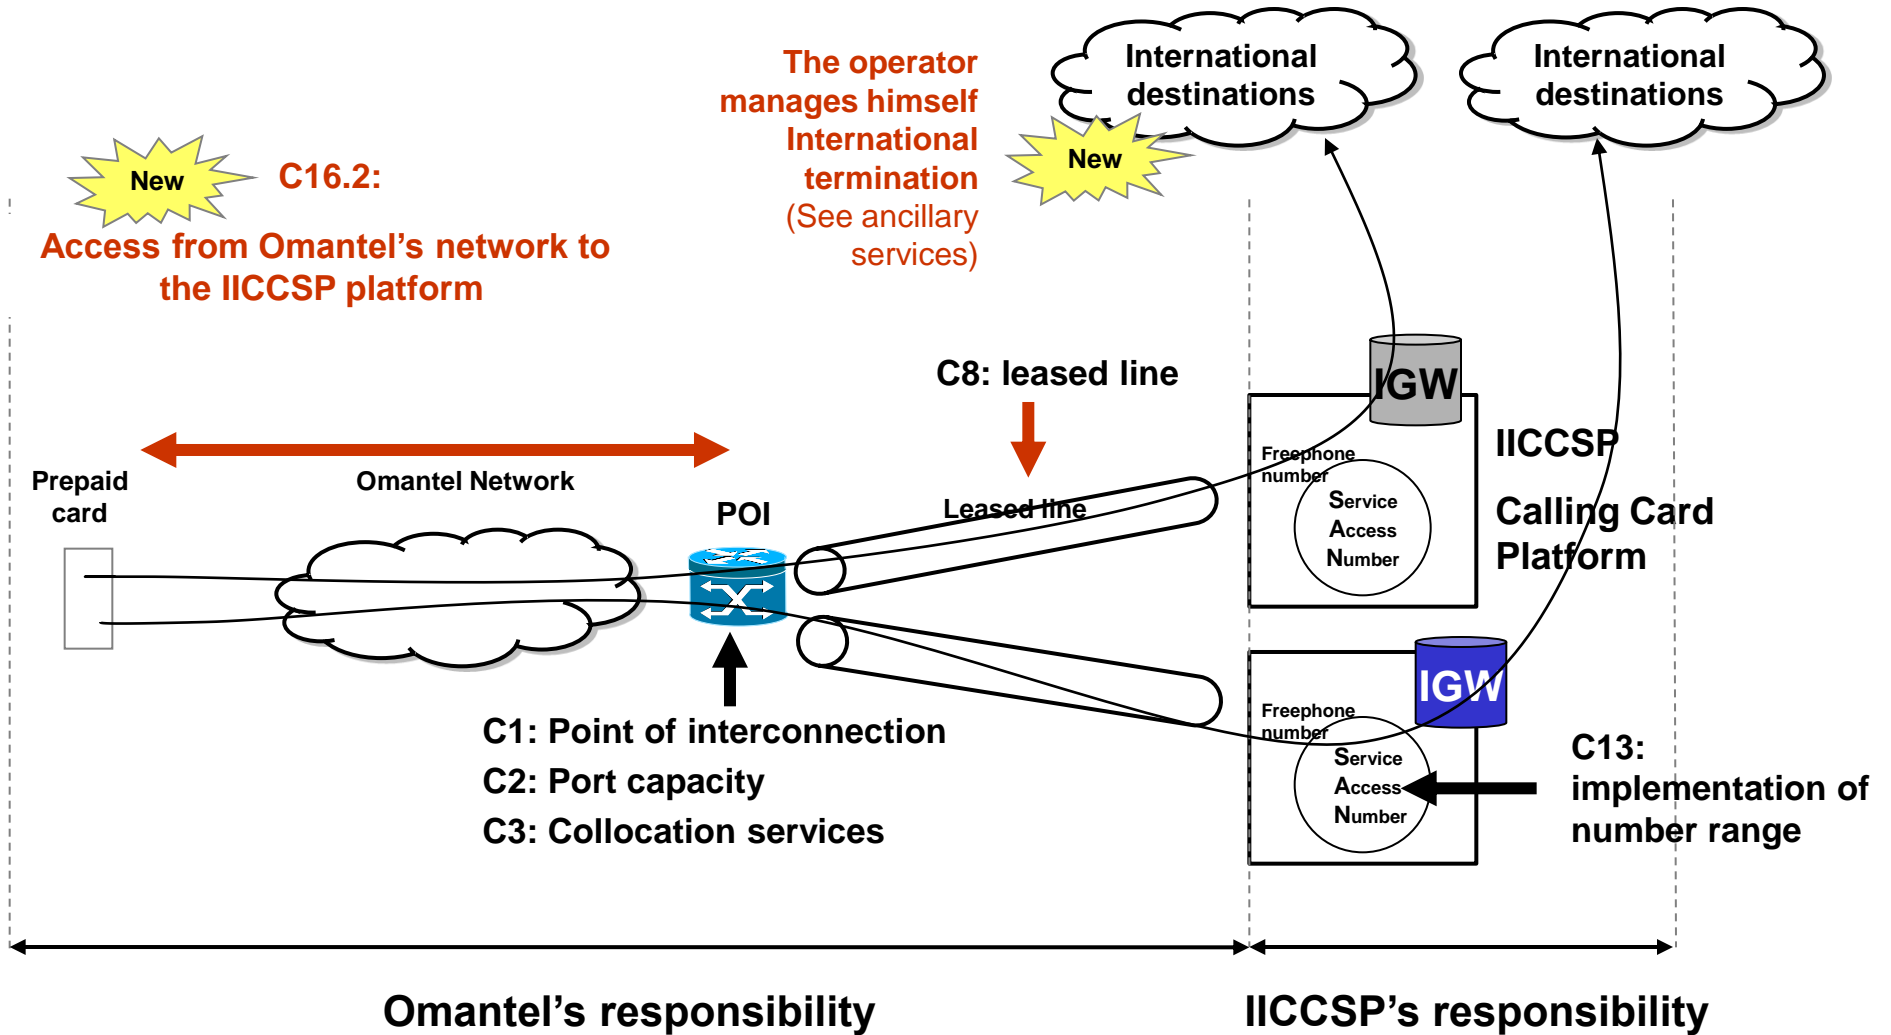 International
destinations
International
destinations
The operator
manages himself
International
termination
(See ancillary
services)
New
New
C16.2:
Access from Omantel’s network to
the IICCSP platform
C8: leased line
IGW
IICCSP
Calling Card
Platform
Freephone
number
Service
Access
Number
Prepaid
card
Omantel Network
POI
Leased line
IGW
Freephone
number
Service
Access
Number
C1: Point of interconnection
C2: Port capacity
C3: Collocation services
C13:
implementation of
number range
Omantel’s responsibility
IICCSP’s responsibility